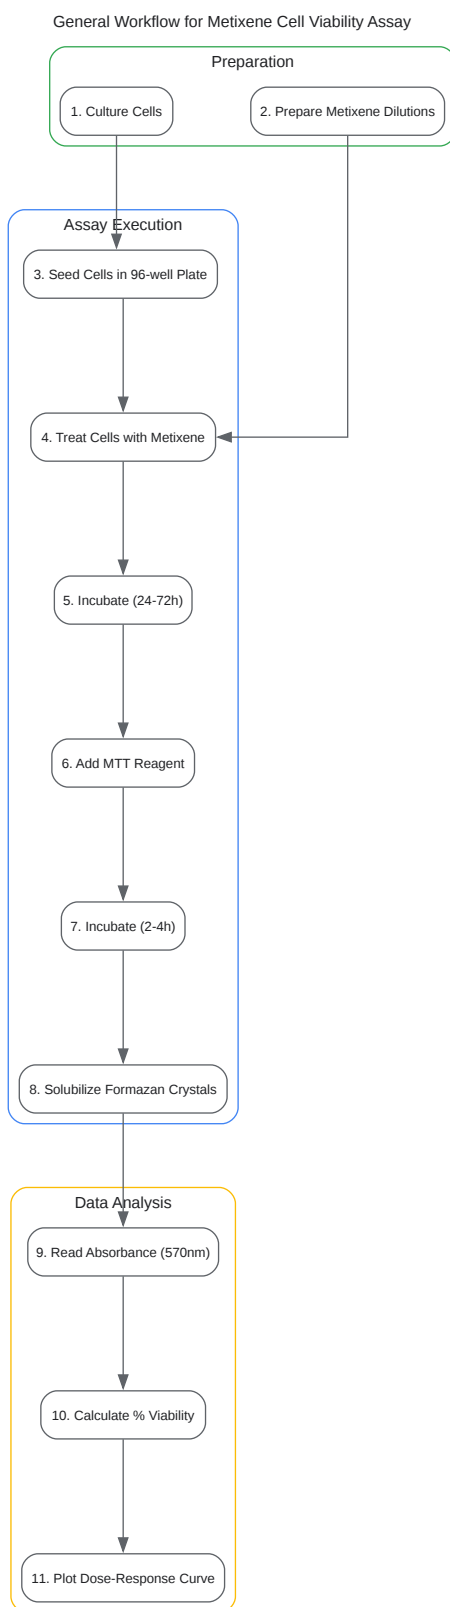 General Workflow for Metixene Cell Viability Assay
Preparation
1. Culture Cells
2. Prepare Metixene Dilutions
Assay Execution
3. Seed Cells in 96-well Plate
4. Treat Cells with Metixene
5. Incubate (24-72h)
6. Add MTT Reagent
7. Incubate (2-4h)
8. Solubilize Formazan Crystals
Data Analysis
9. Read Absorbance (570nm)
10. Calculate % Viability
11. Plot Dose-Response Curve